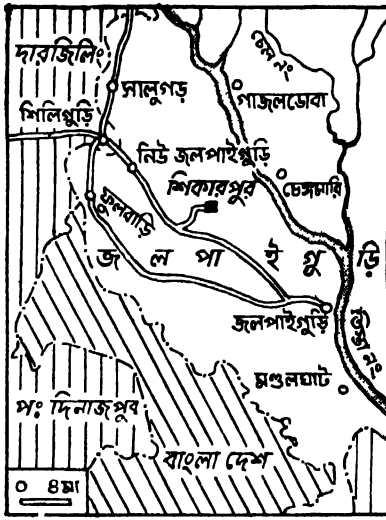 দারজিলিং
চেল নং
সালুগড়
গাজলডোবা
শিলিগুড়ি
নিউ জলপাইগুড়ি
শিকারপুর
চেঙ্গমারি
ফুলবাড়ি
জ ল পা ই গু ড়ি
জলপাইগুড়ি
তিস্তা নং
মণ্ডলঘাট
পঃ দিনাজপুর
বাংলা দেশ
০ ৪মা